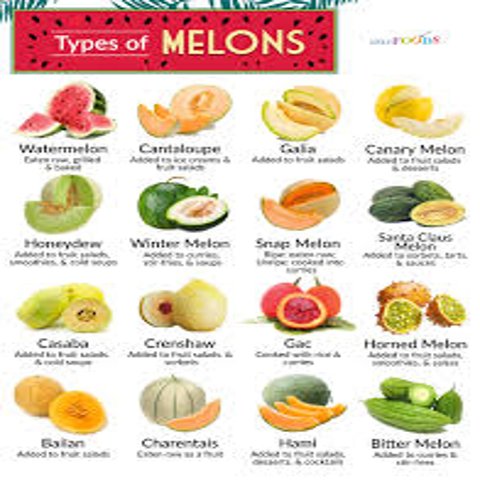 Types of MELONS
Watermelon
Eaten raw, grilled
& baked
Cantaloupe
Added to ice creams &
fruit salads
Galia
Added to fruit salads
Canary Melon
Added to fruit salads
& desserts
Honeydew
Added to fruit salads,
smoothies, & cold soups
Winter Melon
Added to curries,
stir-fries, & soups
Snap Melon
Ripe: eaten raw;
Unripe: cooked into
curries
Santa Claus
Melon
Added to sorbets, tarts,
& sauces
Casaba
Added to fruit salads
& cold soups
Crenshaw
Added to fruit salads &
sorbets
Gac
Cooked with rice &
curries
Horned Melon
Added to fruit salads,
smoothies, & salsas
Bailan
Added to fruit salads
Charentais
Eaten raw as a fruit
Hami
Added to fruit salads,
desserts, & cocktails
Bitter Melon
Added to curries &
stir-fries